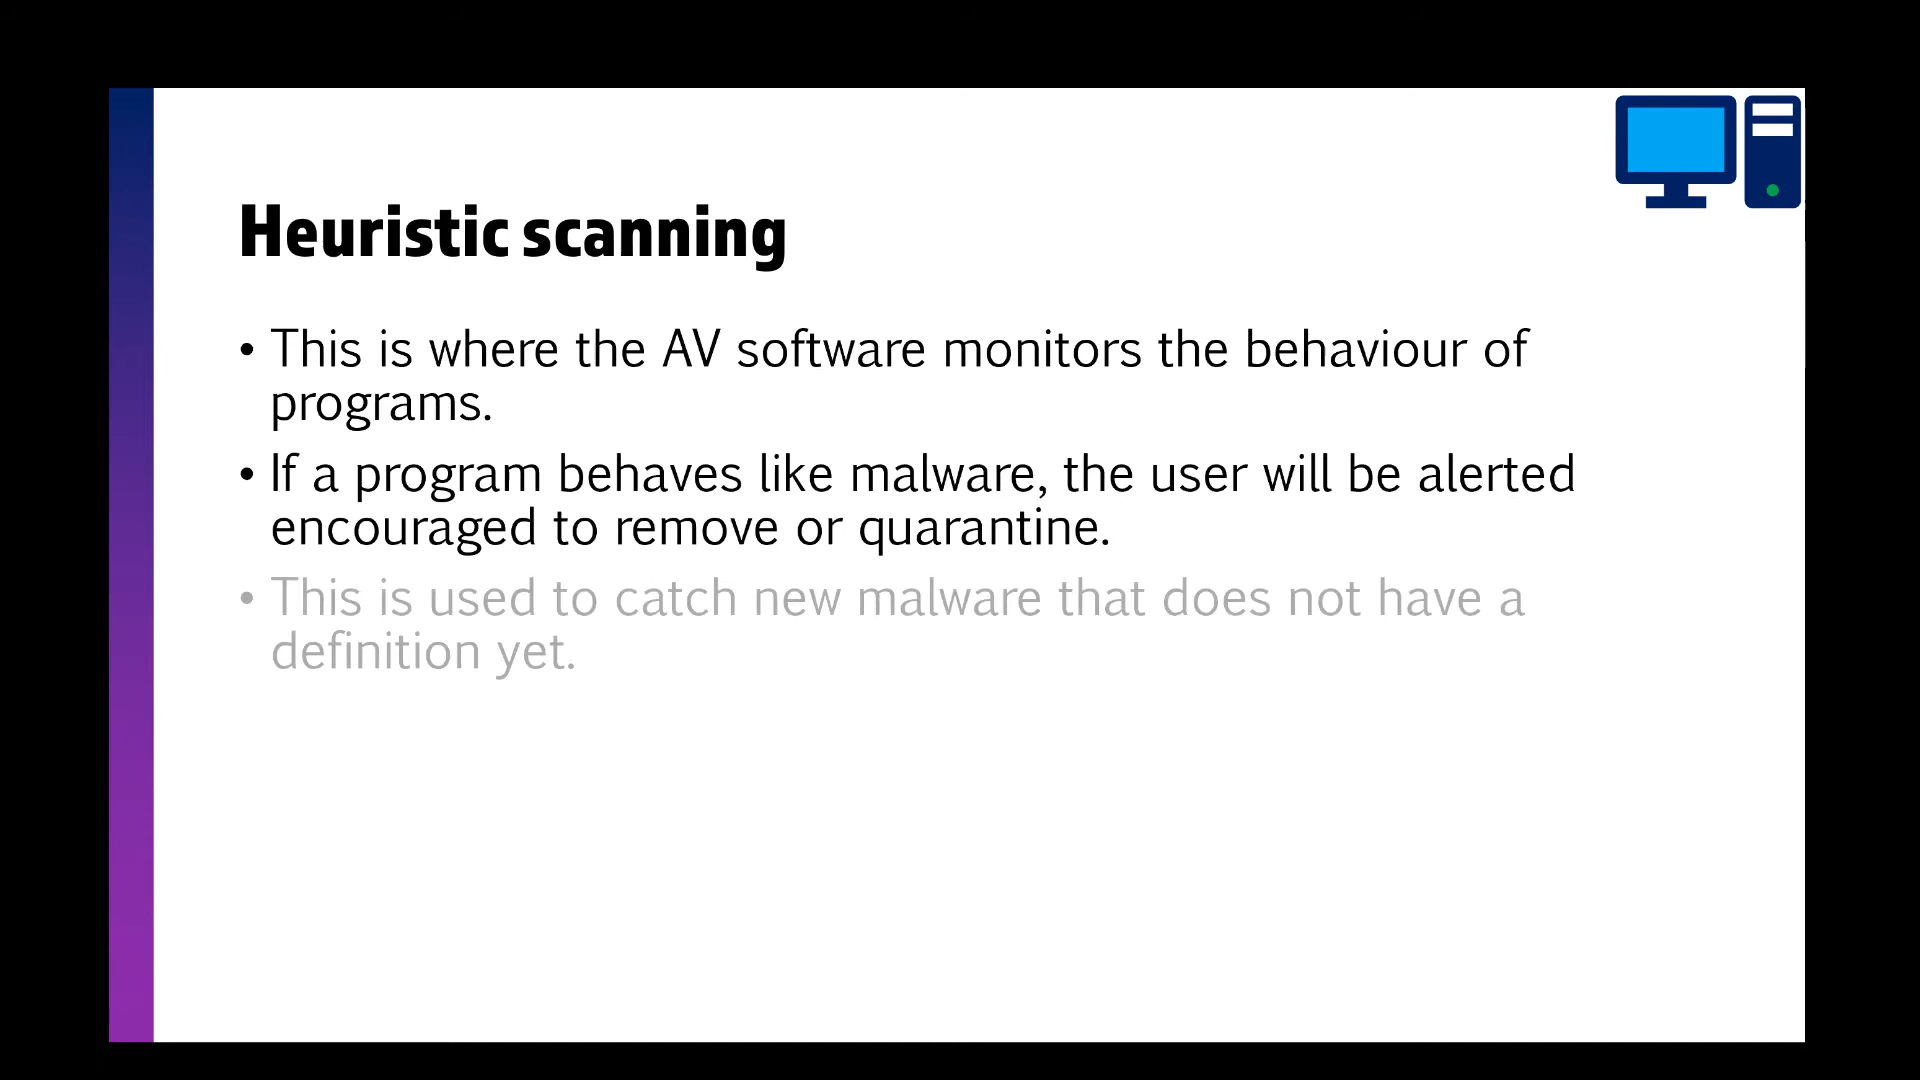 Heuristic scanning
• This is where the AV software monitors the behaviour of
programs.
• If a program behaves like malware, the user will be alerted
encouraged to remove or quarantine.
• This is used to catch new malware that does not have a
definition yet.